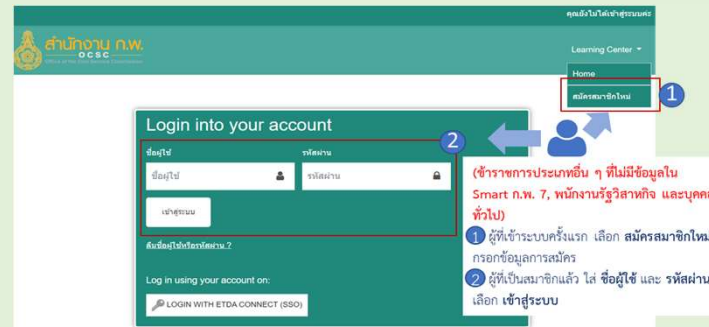 คุณยังไม่ได้เข้าสู่ระบบค่ะ
สำนักงาน ก.พ.
OCSC
Office of the Civil Service Commission
Learning Center
Home
สมัครสมาชิกใหม่
1
Login into your account
2
ชื่อผู้ใช้ รหัสผ่าน
ชื่อผู้ใช้ รหัสผ่าน
เข้าสู่ระบบ
ลืมชื่อผู้ใช้หรือรหัสผ่าน ?
Log in using your account on:
LOGIN WITH ETDA CONNECT (SSO)
(ข้าราชการประเภทอื่น ๆ ที่ไม่มีข้อมูลใน
Smart ก.พ. 7, พนักงานรัฐวิสาหกิจ และบุคคล
ทั่วไป)
1 ผู้ที่เข้าระบบครั้งแรก เลือก สมัครสมาชิกใหม่
กรอกข้อมูลการสมัคร
2 ผู้ที่เป็นสมาชิกแล้ว ใส่ ชื่อผู้ใช้ และ รหัสผ่าน
เลือก เข้าสู่ระบบ